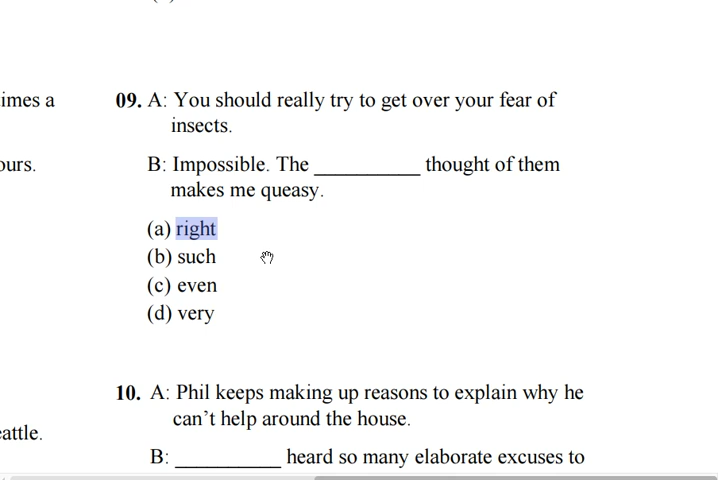 imes a
ours.
eattle.
09. A: You should really try to get over your fear of
insects.
B: Impossible. The __________ thought of them
makes me queasy.
(a) right
(b) such
(c) even
(d) very
10. A: Phil keeps making up reasons to explain why he
can't help around the house.
B: __________ heard so many elaborate excuses to